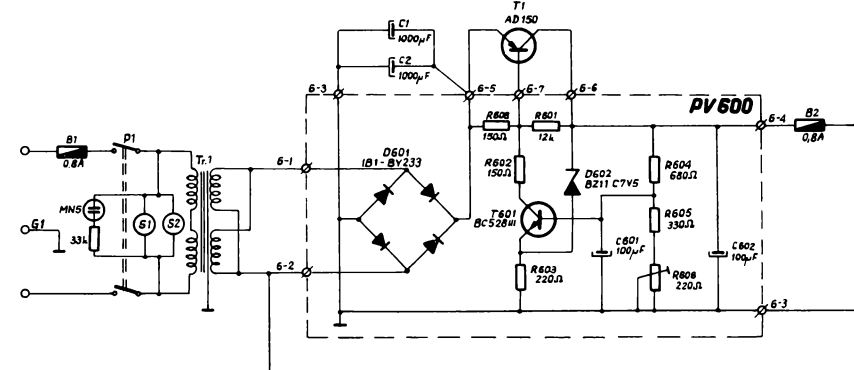 T1
AD150
C1
1000µF
C2
1000µF
6-3
6-5
6-7
6-6
PV600
R608
150Ω
R601
12k
6-4
B2
0,8A
B1
0,8A
P1
Tr.1
6-1
D601
1B1-BY233
R602
150Ω
D602
BZ11 C7V5
R604
680Ω
MN5
G1
33k
S1
S2
T601
BC528III
R605
330Ω
C601
100µF
C602
100µF
6-2
R603
220Ω
R606
220Ω
6-3